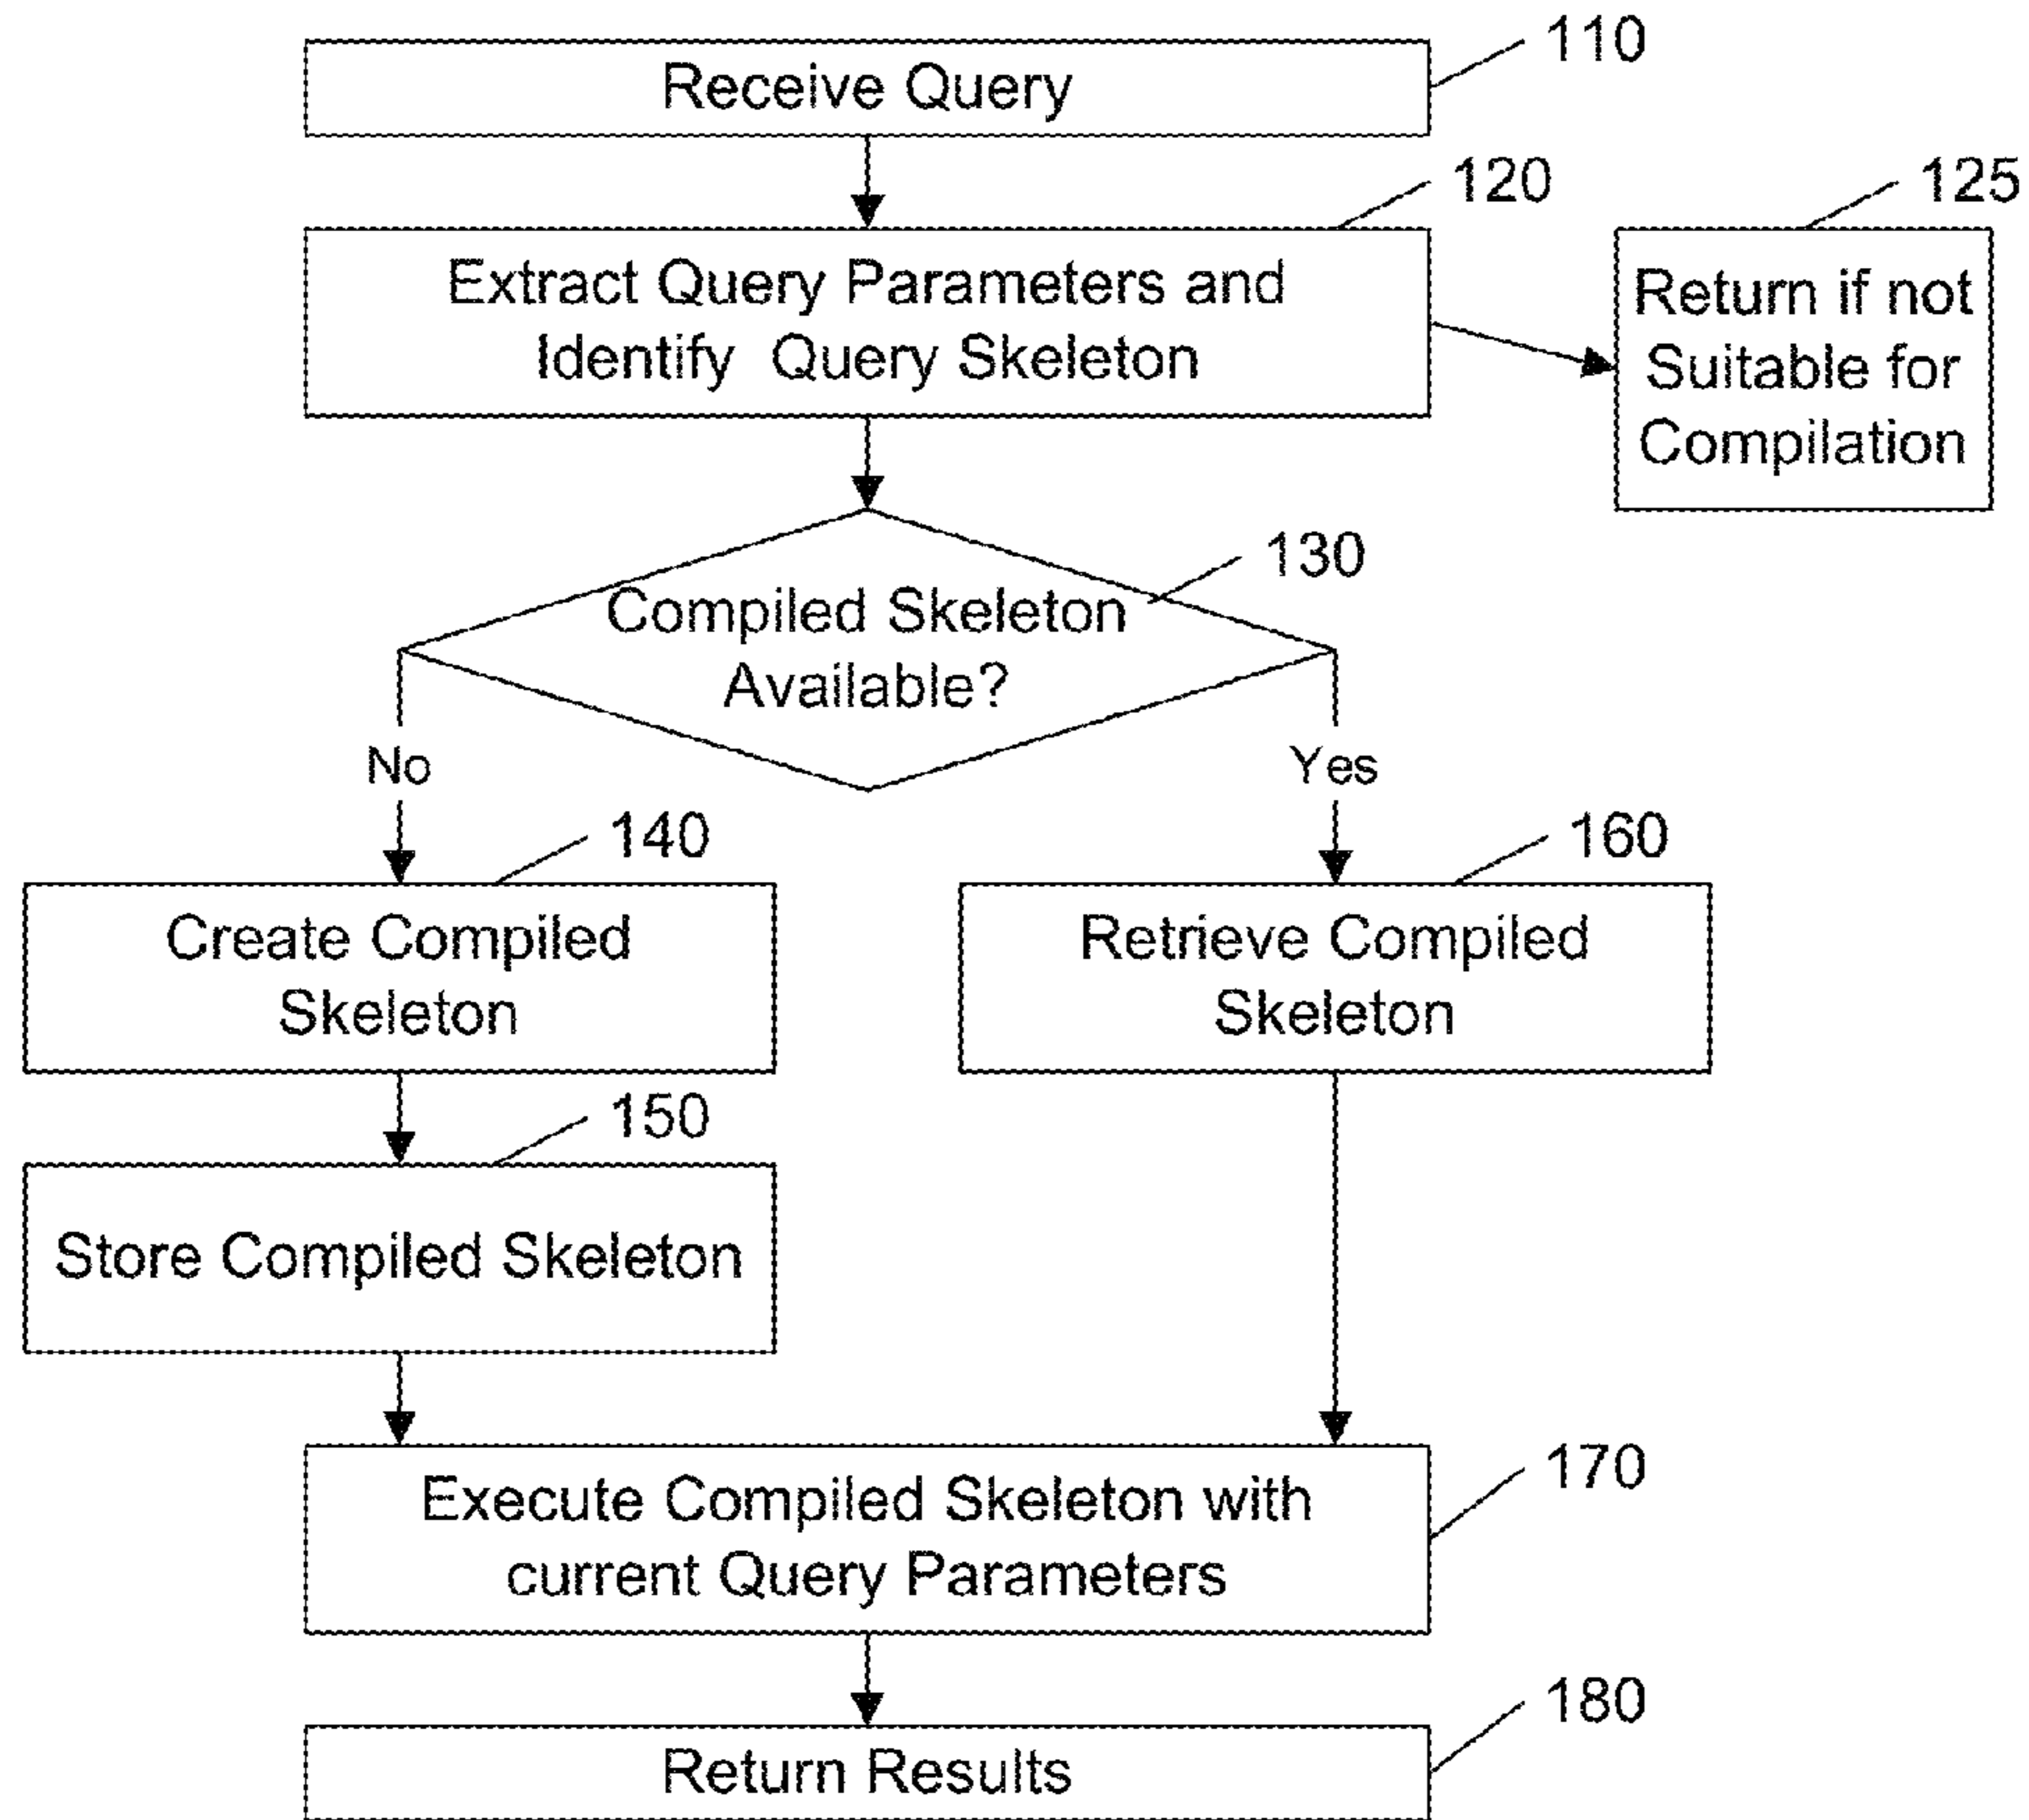 110
Receive Query
120
125
Extract Query Parameters and
Identify Query Skeleton
Return if not
Suitable for
Compilation
130
Compiled Skeleton
Available?
No
Yes
140
160
Create Compiled
Skeleton
Retrieve Compiled
Skeleton
150
Store Compiled Skeleton
170
Execute Compiled Skeleton with
current Query Parameters
180
Return Results